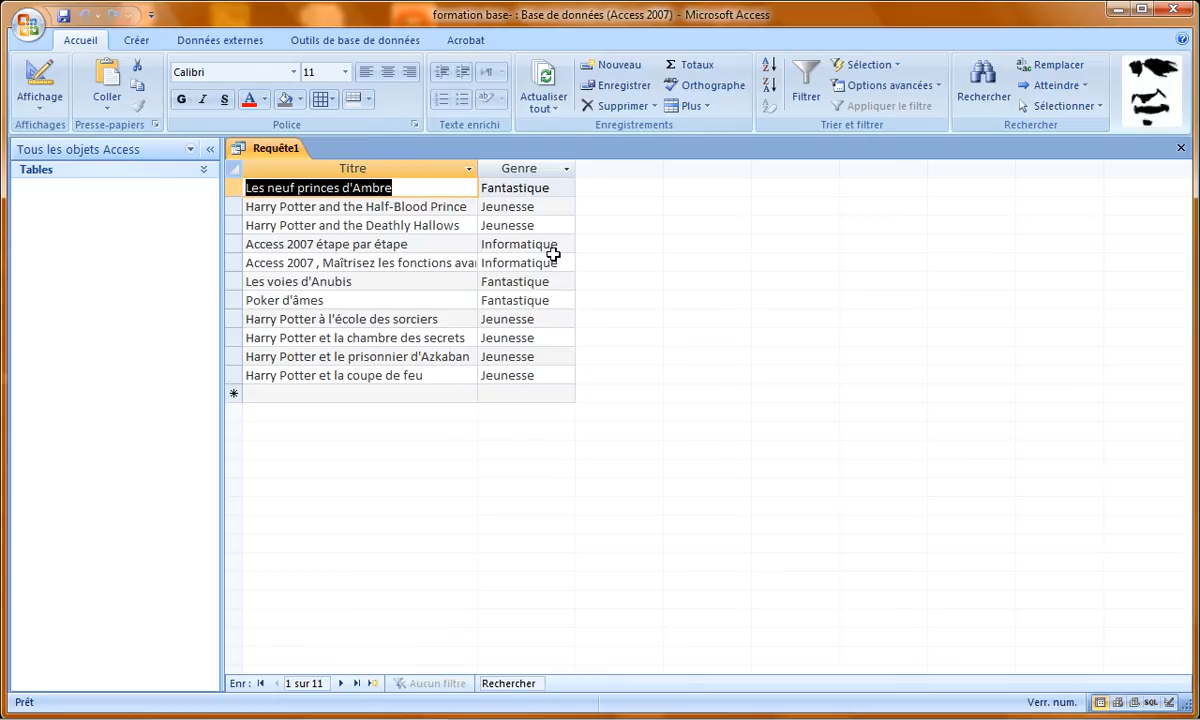 formation base- : Base de données (Access 2007) - Microsoft Access
Accueil Créer Données externes Outils de base de données Acrobat
Affichage
Affichages
Coller
Presse-papiers
Calibri 11
G I S A
Police
Texte enrichi
Actualiser tout
Nouveau Totaux
Enregistrer Orthographe
Supprimer Plus
Enregistrements
Filtrer
Sélection
Options avancées
Appliquer le filtre
Trier et filtrer
Rechercher
Remplacer
Atteindre
Sélectionner
Rechercher
Tous les objets Access
Tables
Requête1
Titre Genre
Les neuf princes d'Ambre Fantastique
Harry Potter and the Half-Blood Prince Jeunesse
Harry Potter and the Deathly Hallows Jeunesse
Access 2007 étape par étape Informatique
Access 2007 , Maîtrisez les fonctions ava Informatique
Les voies d'Anubis Fantastique
Poker d'âmes Fantastique
Harry Potter à l'école des sorciers Jeunesse
Harry Potter et la chambre des secrets Jeunesse
Harry Potter et le prisonnier d'Azkaban Jeunesse
Harry Potter et la coupe de feu Jeunesse
Enr : 1 sur 11 Aucun filtre Rechercher
Prêt Verr. num. SQL